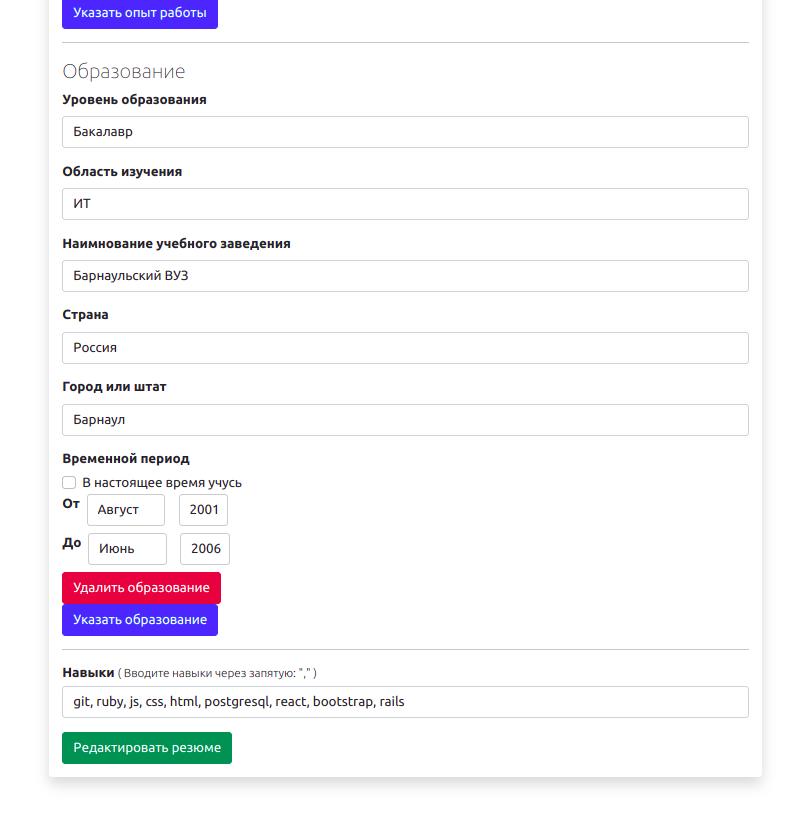 Указать опыт работы
Образование
Уровень образования
Бакалавр
Область изучения
ИТ
Наимнование учебного заведения
Барнаульский ВУЗ
Страна
Россия
Город или штат
Барнаул
Временной период
В настоящее время учусь
От Август 2001
До Июнь 2006
Удалить образование
Указать образование
Навыки ( Вводите навыки через запятую: "," )
git, ruby, js, css, html, postgresql, react, bootstrap, rails
Редактировать резюме